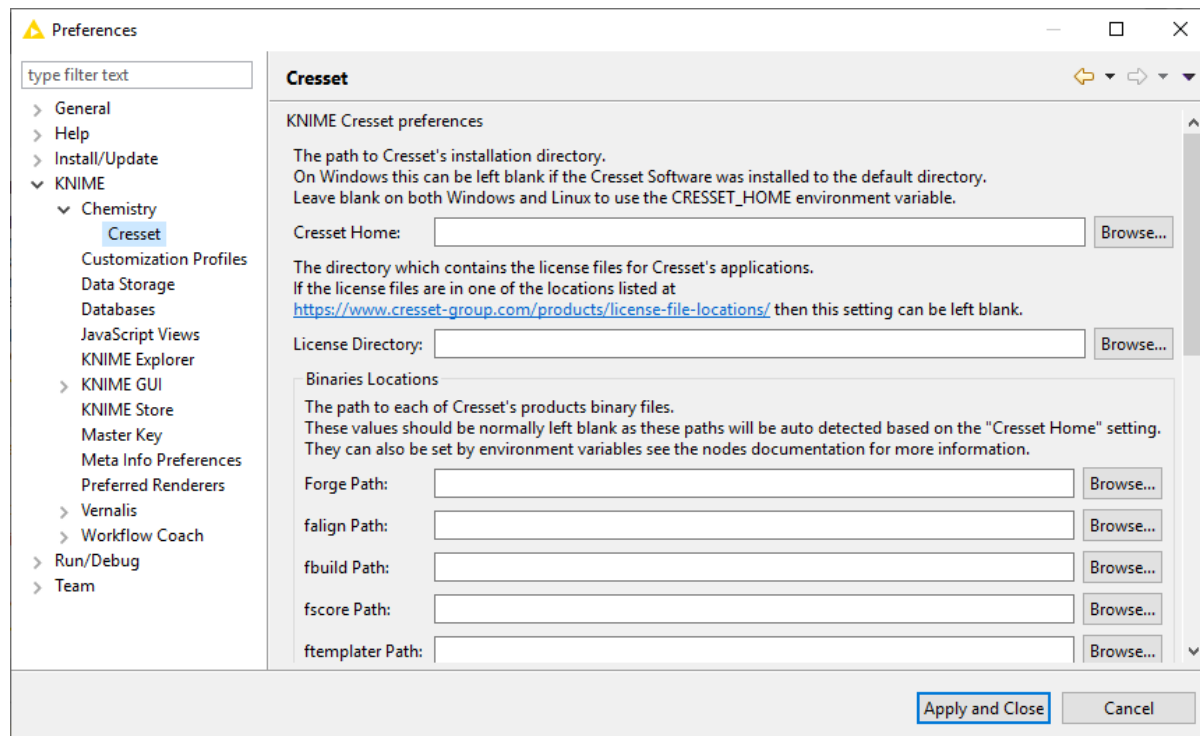 Preferences
type filter text
General
Help
Install/Update
KNIME
Chemistry
Cresset
Customization Profiles
Data Storage
Databases
JavaScript Views
KNIME Explorer
KNIME GUI
KNIME Store
Master Key
Meta Info Preferences
Preferred Renderers
Vernalis
Workflow Coach
Run/Debug
Team
Cresset
KNIME Cresset preferences
The path to Cresset's installation directory.
On Windows this can be left blank if the Cresset Software was installed to the default directory.
Leave blank on both Windows and Linux to use the CRESSET_HOME environment variable.
Cresset Home: Browse...
The directory which contains the license files for Cresset's applications.
If the license files are in one of the locations listed at
https://www.cresset-group.com/products/license-file-locations/ then this setting can be left blank.
License Directory: Browse...
Binaries Locations
The path to each of Cresset's products binary files.
These values should be normally left blank as these paths will be auto detected based on the "Cresset Home" setting.
They can also be set by environment variables see the nodes documentation for more information.
Forge Path: Browse...
falign Path: Browse...
fbuild Path: Browse...
fscore Path: Browse...
ftemplater Path: Browse...
Apply and Close Cancel